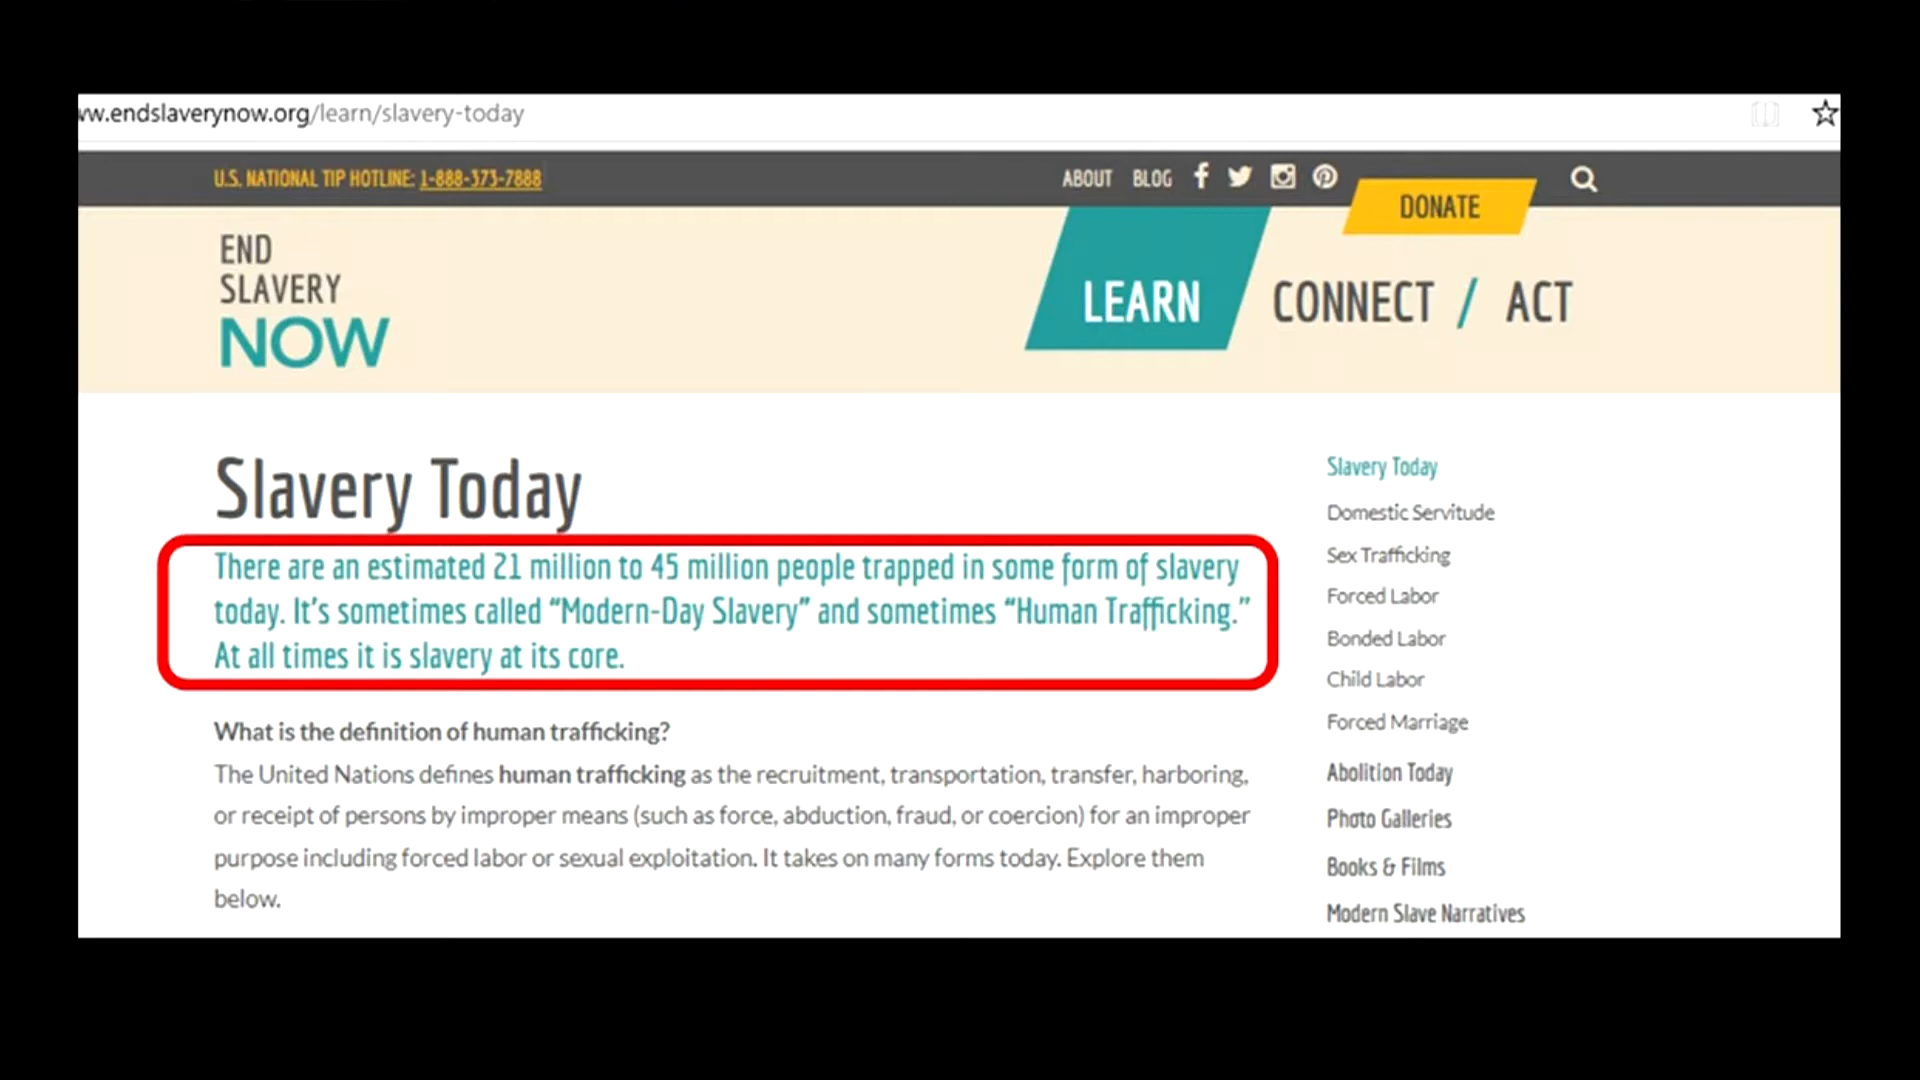 ww.endslaverynow.org/learn/slavery-today
U.S. NATIONAL TIP HOTLINE: 1-888-373-7888
ABOUT BLOG
DONATE
END
SLAVERY
NOW
LEARN CONNECT / ACT
Slavery Today
There are an estimated 21 million to 45 million people trapped in some form of slavery
today. It's sometimes called “Modern-Day Slavery” and sometimes “Human Trafficking.”
At all times it is slavery at its core.
What is the definition of human trafficking?
The United Nations defines human trafficking as the recruitment, transportation, transfer, harboring,
or receipt of persons by improper means (such as force, abduction, fraud, or coercion) for an improper
purpose including forced labor or sexual exploitation. It takes on many forms today. Explore them
below.
Slavery Today
Domestic Servitude
Sex Trafficking
Forced Labor
Bonded Labor
Child Labor
Forced Marriage
Abolition Today
Photo Galleries
Books & Films
Modern Slave Narratives